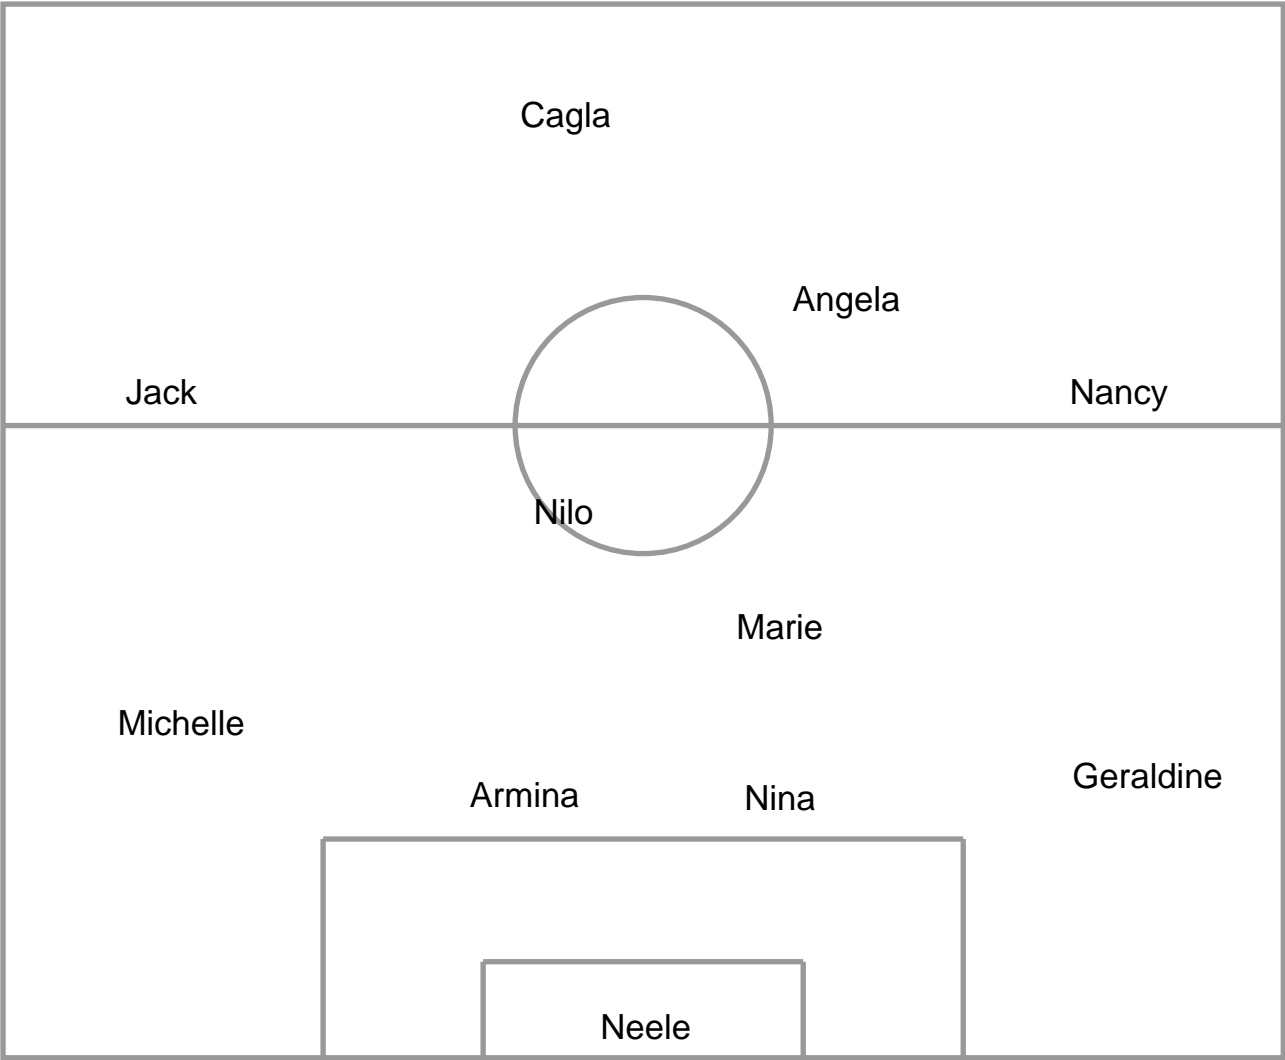 Cagla
Angela
Jack
Nancy
Nilo
Marie
Michelle
Geraldine
Armina
Nina
Neele